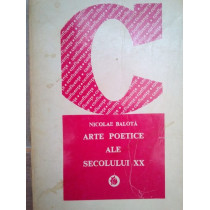 C
NICOLAE BALOTĂ
ARTE POETICE
ALE
SECOLULUI XX